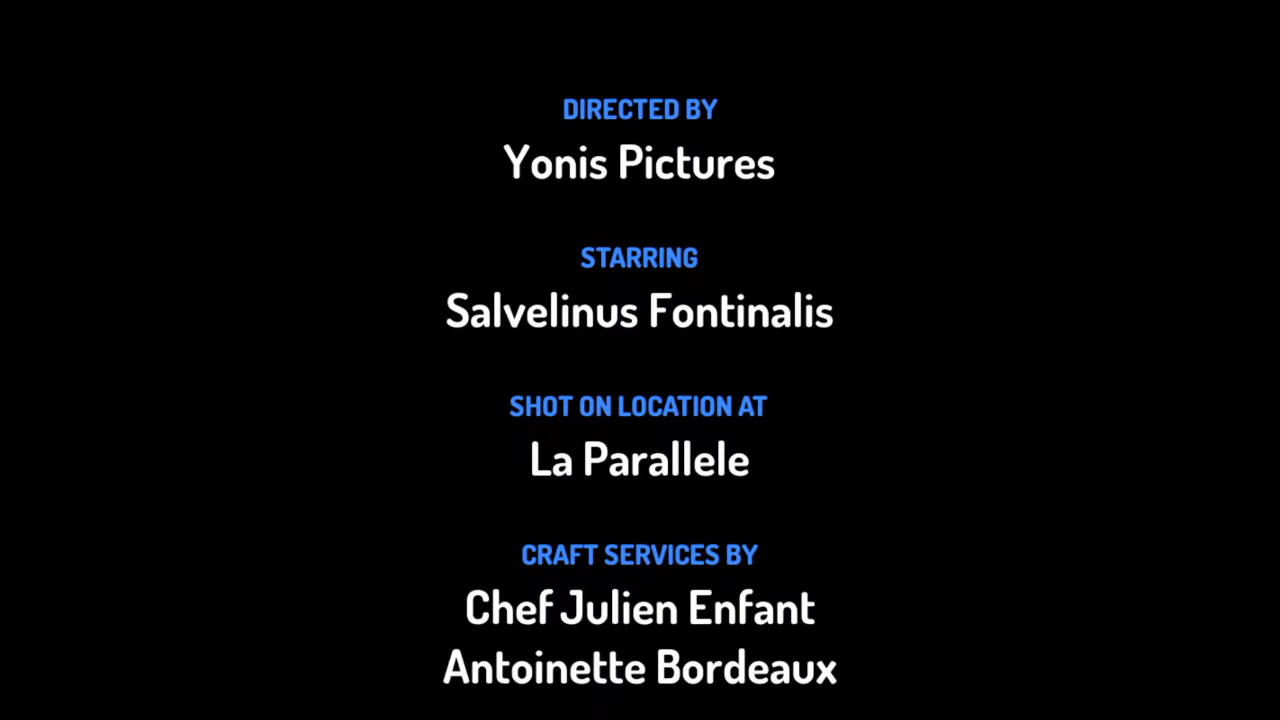 DIRECTED BY
Yonis Pictures
STARRING
Salvelinus Fontinalis
SHOT ON LOCATION AT
La Parallele
CRAFT SERVICES BY
Chef Julien Enfant
Antoinette Bordeaux